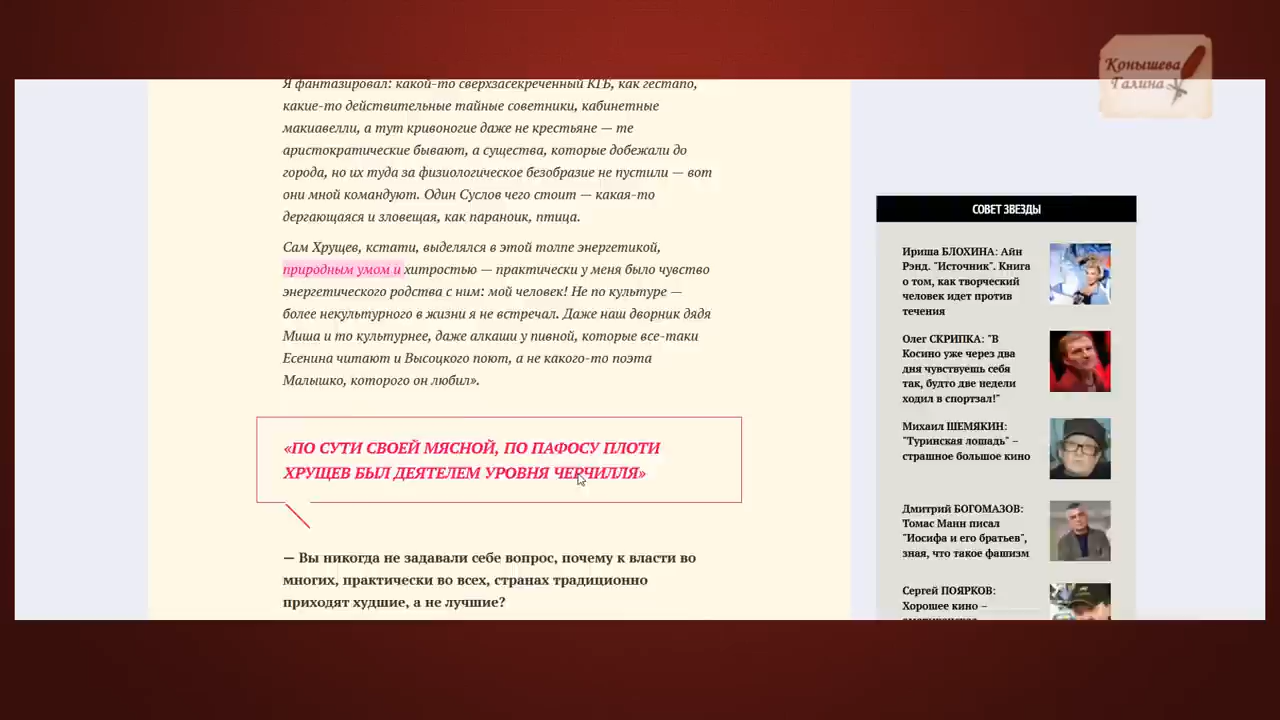 Конышева
Галина
Я фантазировал: какой-то сверхзасекреченный КГБ, как гестапо,
какие-то действительные тайные советники, кабинетные
макиавелли, а тут кривоногие даже не крестьяне — те
аристократические бывают, а существа, которые добежали до
города, но их туда за физиологическое безобразие не пустили — вот
они мной командуют. Один Суслов чего стоит — какая-то
дергающаяся и зловещая, как параноик, птица.
Сам Хрущев, кстати, выделялся в этой толпе энергетикой,
природным умом и хитростью — практически у меня было чувство
энергетического родства с ним: мой человек! Не по культуре —
более некультурного в жизни я не встречал. Даже наш дворник дядя
Миша и то культурнее, даже алкаши у пивной, которые все-таки
Есенина читают и Высоцкого поют, а не какого-то поэта
Малышко, которого он любил».
«ПО СУТИ СВОЕЙ МЯСНОЙ, ПО ПАФОСУ ПЛОТИ
ХРУЩЕВ БЫЛ ДЕЯТЕЛЕМ УРОВНЯ ЧЕРЧИЛЛЯ»
— Вы никогда не задавали себе вопрос, почему к власти во
многих, практически во всех, странах традиционно
приходят худшие, а не лучшие?
СОВЕТ ЗВЕЗДЫ
Ириша БЛОХИНА: Айн
Рэнд. "Источник". Книга
о том, как творческий
человек идет против
течения
Олег СКРИПКА: "В
Косино уже через два
дня чувствуешь себя
так, будто две недели
ходил в спортзал!"
Михаил ШЕМЯКИН:
"Туринская лошадь" –
страшное большое кино
Дмитрий БОГОМАЗОВ:
Томас Манн писал
"Иосифа и его братьев",
зная, что такое фашизм
Сергей ПОЯРКОВ:
Хорошее кино –